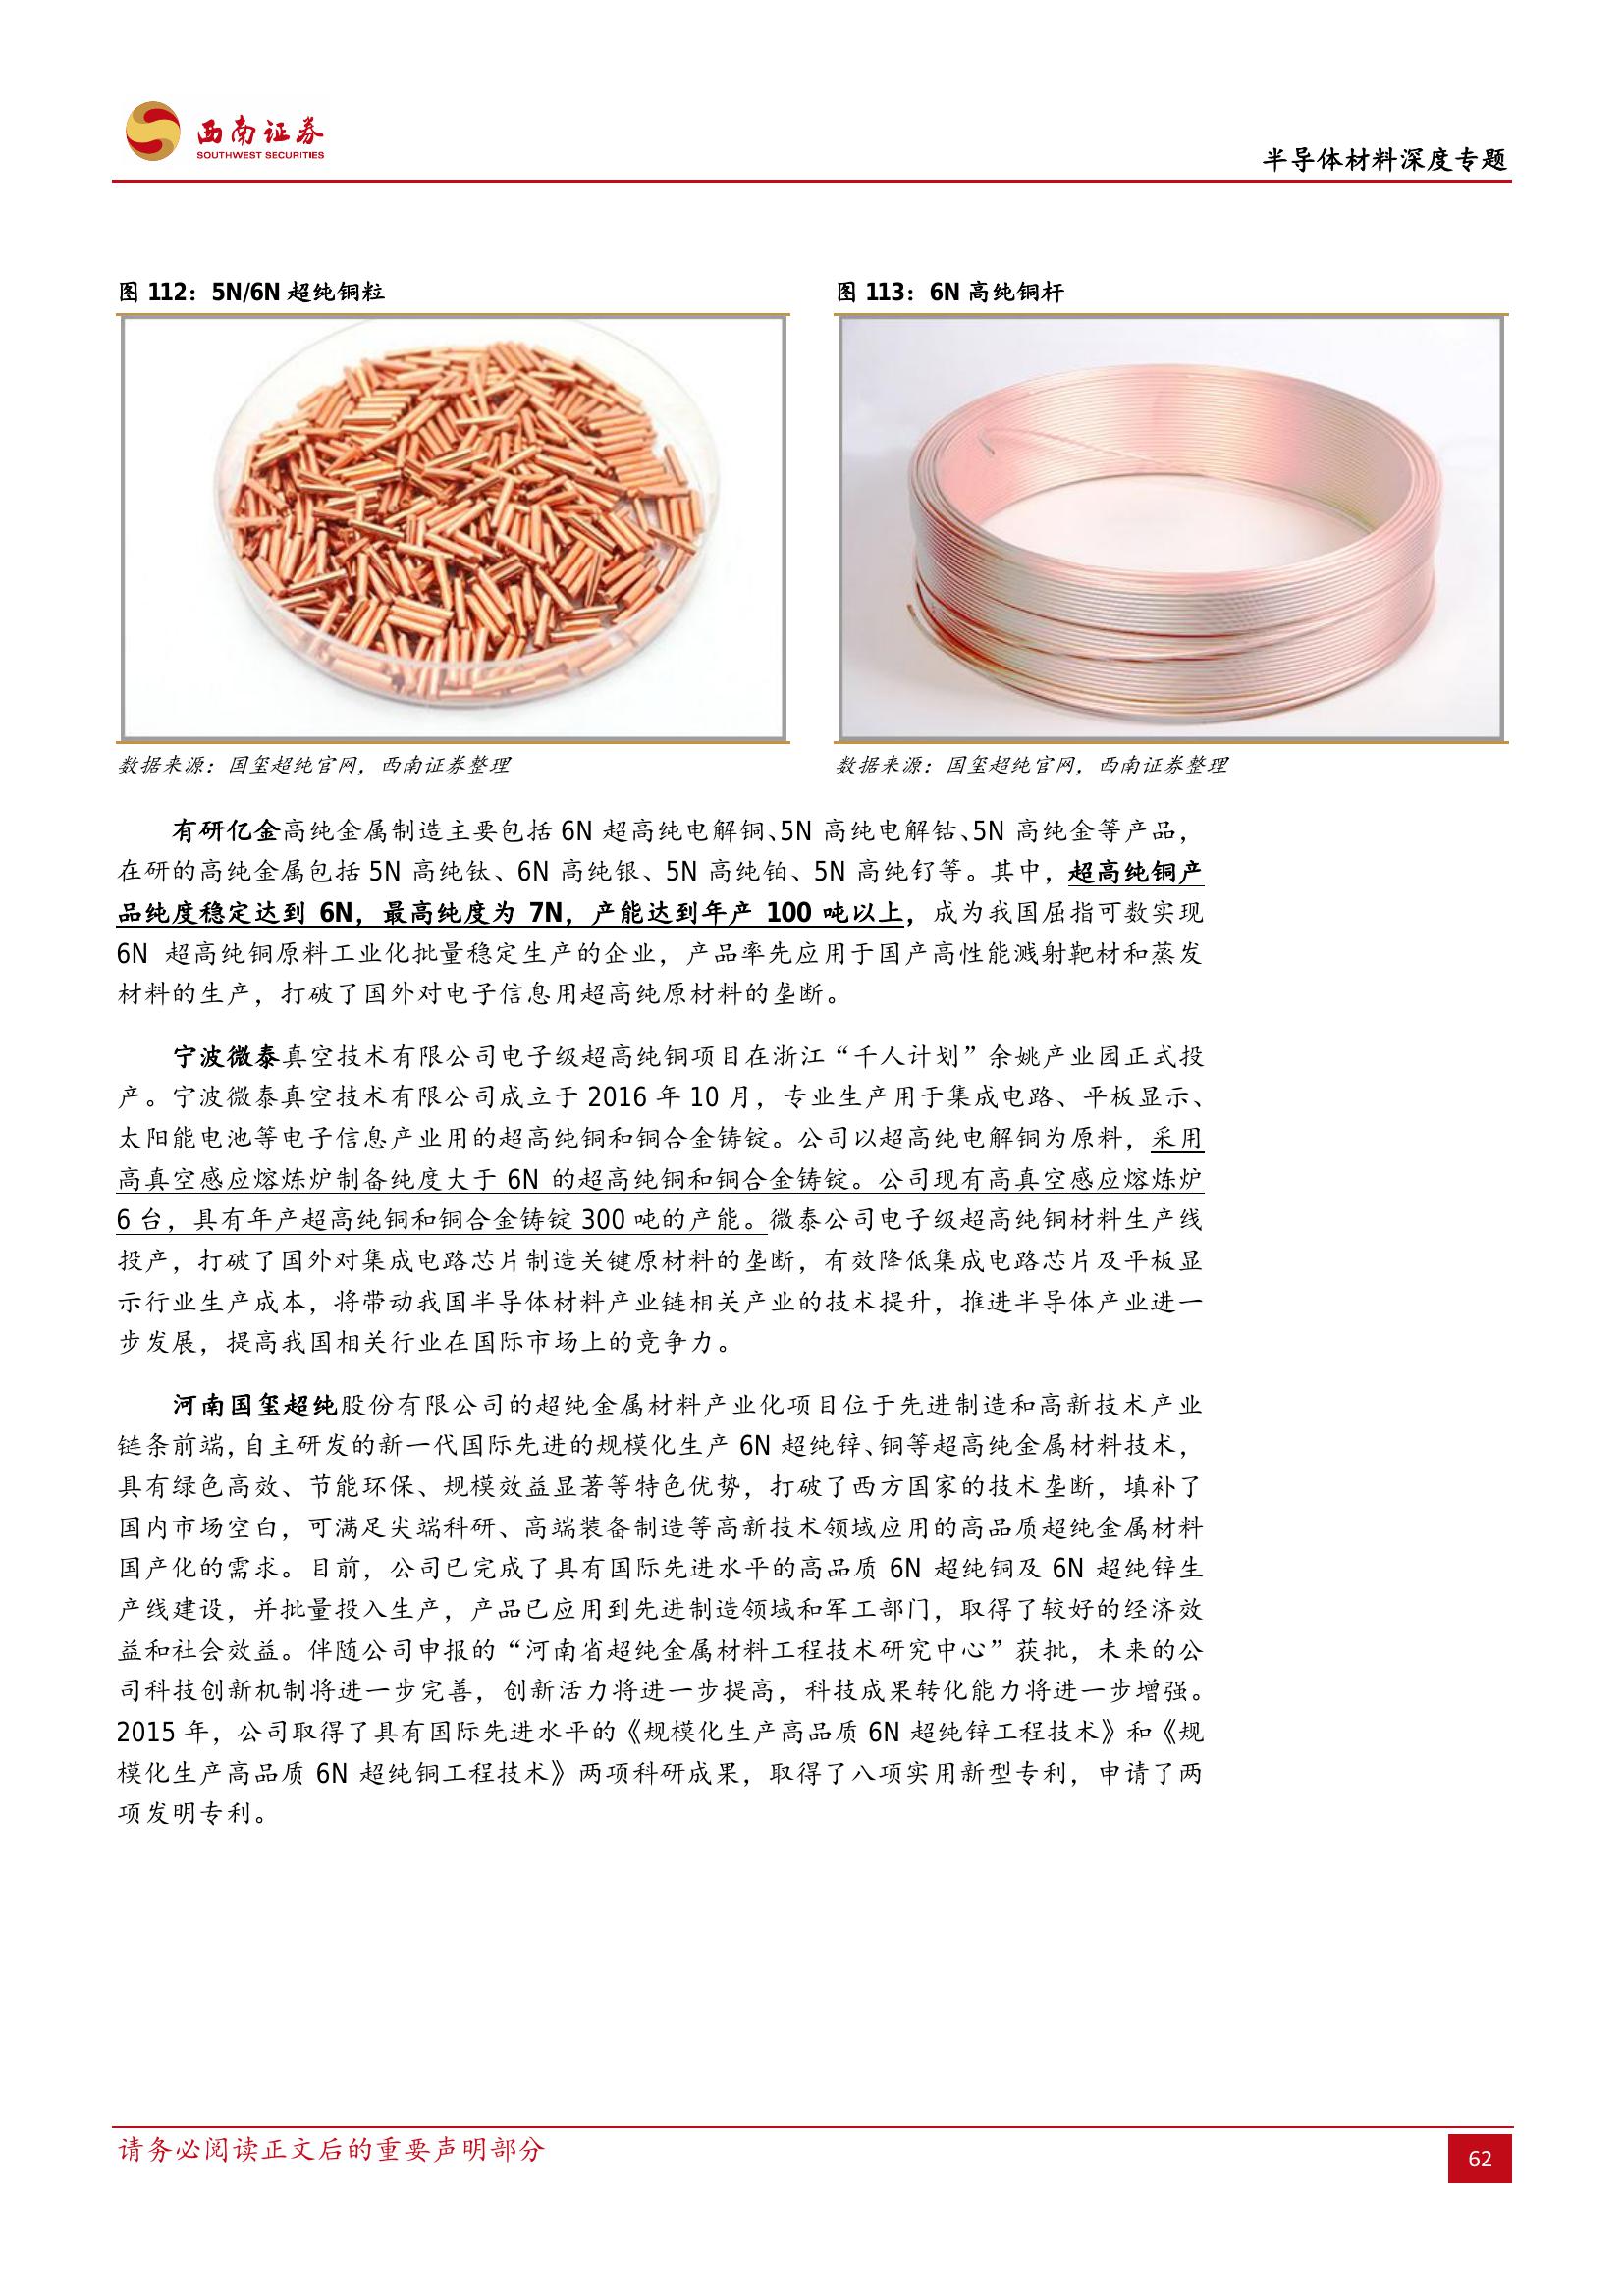 西南证券
SOUTHWEST SECURITIES
半导体材料深度专题
图 112：5N/6N 超纯铜粒
图 113：6N 高纯铜杆
数据来源：国玺超纯官网，西南证券整理
数据来源：国玺超纯官网，西南证券整理
有研亿金高纯金属制造主要包括 6N 超高纯电解铜、5N 高纯电解钴、5N 高纯金等产品，
在研的高纯金属包括 5N 高纯钛、6N 高纯银、5N 高纯铂、5N 高纯钌等。其中，超高纯铜产
品纯度稳定达到 6N，最高纯度为 7N，产能达到年产 100 吨以上，成为我国屈指可数实现
6N 超高纯铜原料工业化批量稳定生产的企业，产品率先应用于国产高性能溅射靶材和蒸发
材料的生产，打破了国外对电子信息用超高纯原材料的垄断。
宁波微泰真空技术有限公司电子级超高纯铜项目在浙江“千人计划”余姚产业园正式投
产。宁波微泰真空技术有限公司成立于 2016 年 10 月，专业生产用于集成电路、平板显示、
太阳能电池等电子信息产业用的超高纯铜和铜合金铸锭。公司以超高纯电解铜为原料，采用
高真空感应熔炼炉制备纯度大于 6N 的超高纯铜和铜合金铸锭。公司现有高真空感应熔炼炉
6 台，具有年产超高纯铜和铜合金铸锭 300 吨的产能。微泰公司电子级超高纯铜材料生产线
投产，打破了国外对集成电路芯片制造关键原材料的垄断，有效降低集成电路芯片及平板显
示行业生产成本，将带动我国半导体材料产业链相关产业的技术提升，推进半导体产业进一
步发展，提高我国相关行业在国际市场上的竞争力。
河南国玺超纯股份有限公司的超纯金属材料产业化项目位于先进制造和高新技术产业
链条前端，自主研发的新一代国际先进的规模化生产 6N 超纯锌、铜等超高纯金属材料技术，
具有绿色高效、节能环保、规模效益显著等特色优势，打破了西方国家的技术垄断，填补了
国内市场空白，可满足尖端科研、高端装备制造等高新技术领域应用的高品质超纯金属材料
国产化的需求。目前，公司已完成了具有国际先进水平的高品质 6N 超纯铜及 6N 超纯锌生
产线建设，并批量投入生产，产品已应用到先进制造领域和军工部门，取得了较好的经济效
益和社会效益。伴随公司申报的“河南省超纯金属材料工程技术研究中心”获批，未来的公
司科技创新机制将进一步完善，创新活力将进一步提高，科技成果转化能力将进一步增强。
2015 年，公司取得了具有国际先进水平的《规模化生产高品质 6N 超纯锌工程技术》和《规
模化生产高品质 6N 超纯铜工程技术》两项科研成果，取得了八项实用新型专利，申请了两
项发明专利。
请务必阅读正文后的重要声明部分
62